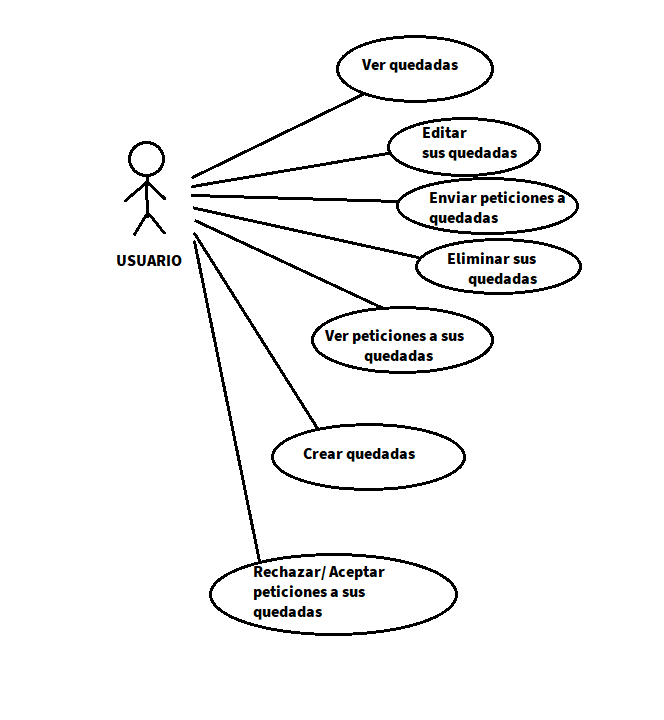 Ver quedadas
Editar
sus quedadas
Enviar peticiones a
quedadas
USUARIO
Eliminar sus
quedadas
Ver peticiones a sus
quedadas
Crear quedadas
Rechazar/ Aceptar
peticiones a sus
quedadas